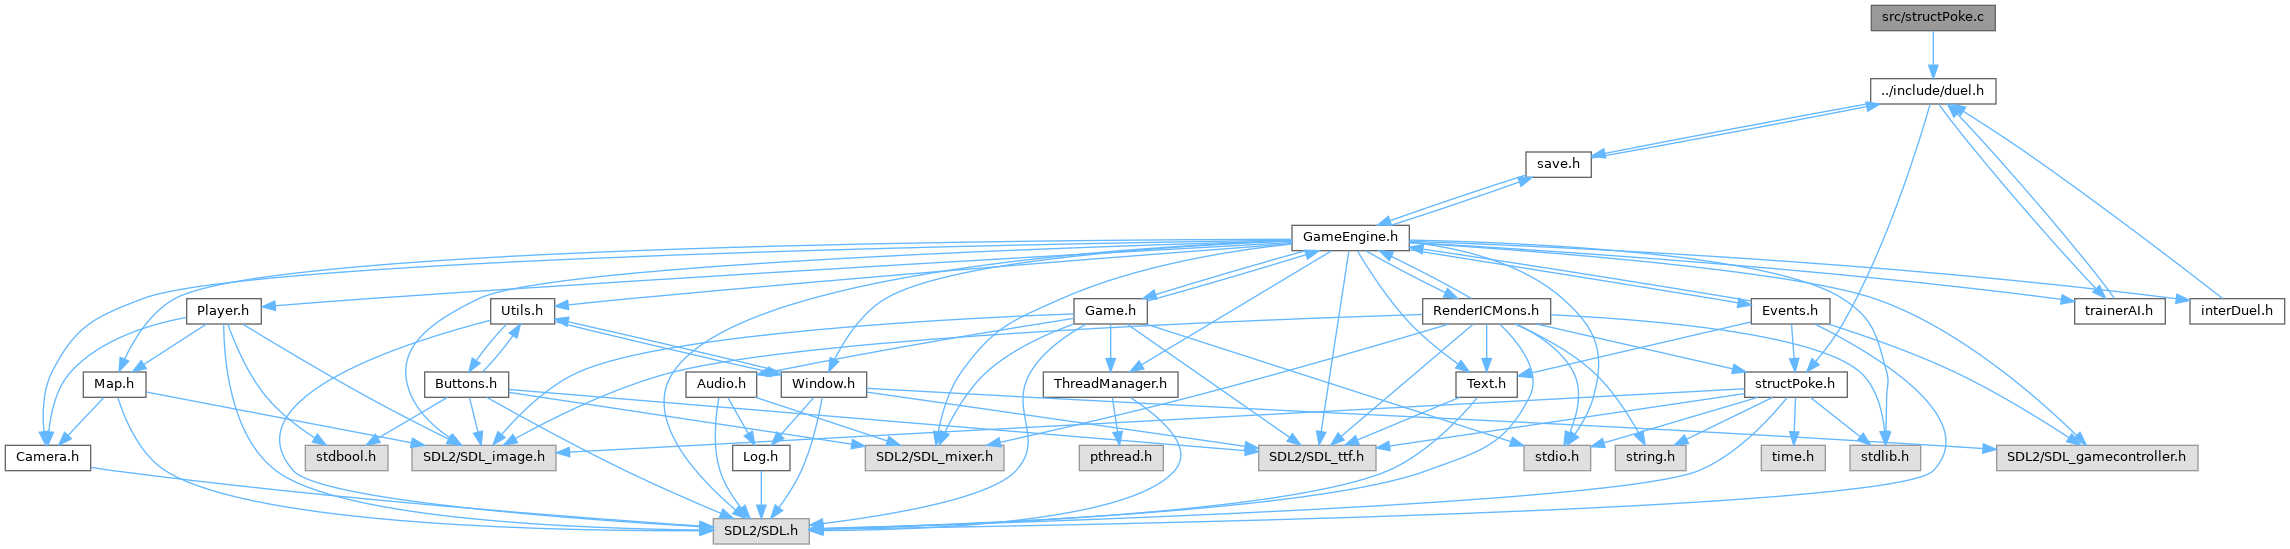 src/structPoke.c
../include/duel.h
save.h
GameEngine.h
Player.h
Utils.h
Game.h
RenderICMons.h
Events.h
trainerAI.h
interDuel.h
Map.h
Buttons.h
Audio.h
Window.h
ThreadManager.h
Text.h
structPoke.h
Camera.h
stdbool.h
SDL2/SDL_image.h
Log.h
SDL2/SDL_mixer.h
pthread.h
SDL2/SDL_ttf.h
stdio.h
string.h
time.h
stdlib.h
SDL2/SDL_gamecontroller.h
SDL2/SDL.h